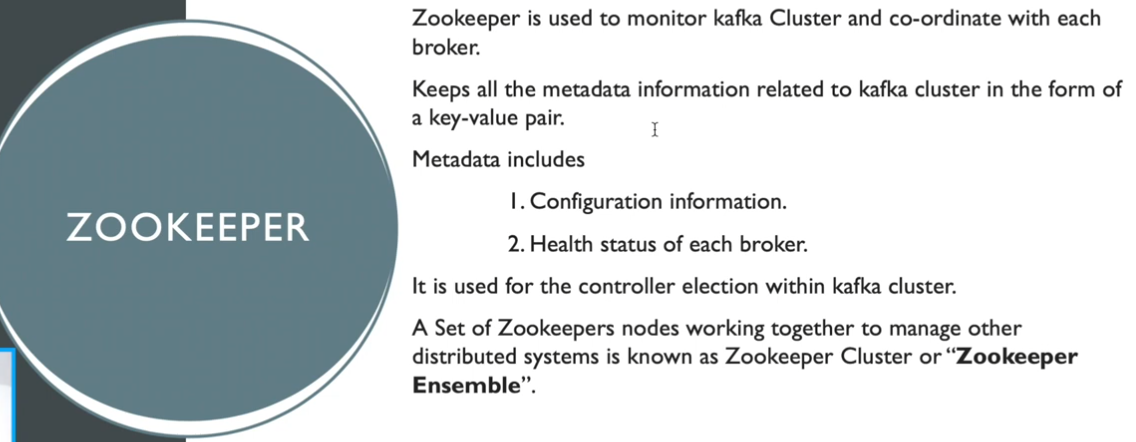 ZOOKEEPER
Zookeeper is used to monitor kafka Cluster and co-ordinate with each
broker.
Keeps all the metadata information related to kafka cluster in the form of
a key-value pair.
Metadata includes
1. Configuration information.
2. Health status of each broker.
It is used for the controller election within kafka cluster.
A Set of Zookeepers nodes working together to manage other
distributed systems is known as Zookeeper Cluster or “Zookeeper
Ensemble”.